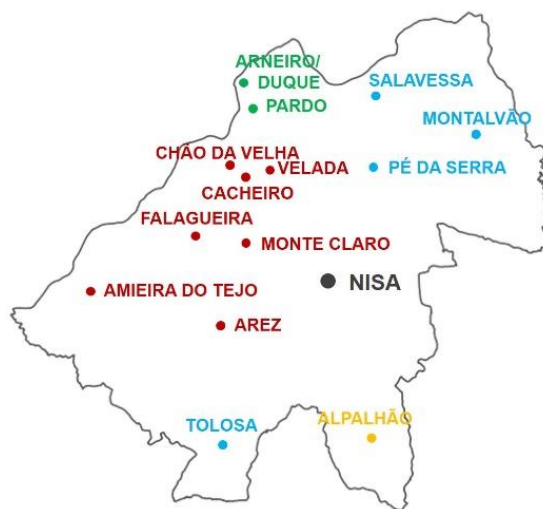 ARNEIRO/
DUQUE
SALAVESSA
PARDO
MONTALVÃO
CHÃO DA VELHA
VELADA
PÉ DA SERRA
CACHEIRO
FALAGUEIRA
MONTE CLARO
NISA
AMIEIRA DO TEJO
AREZ
ALPALHÃO
TOLOSA